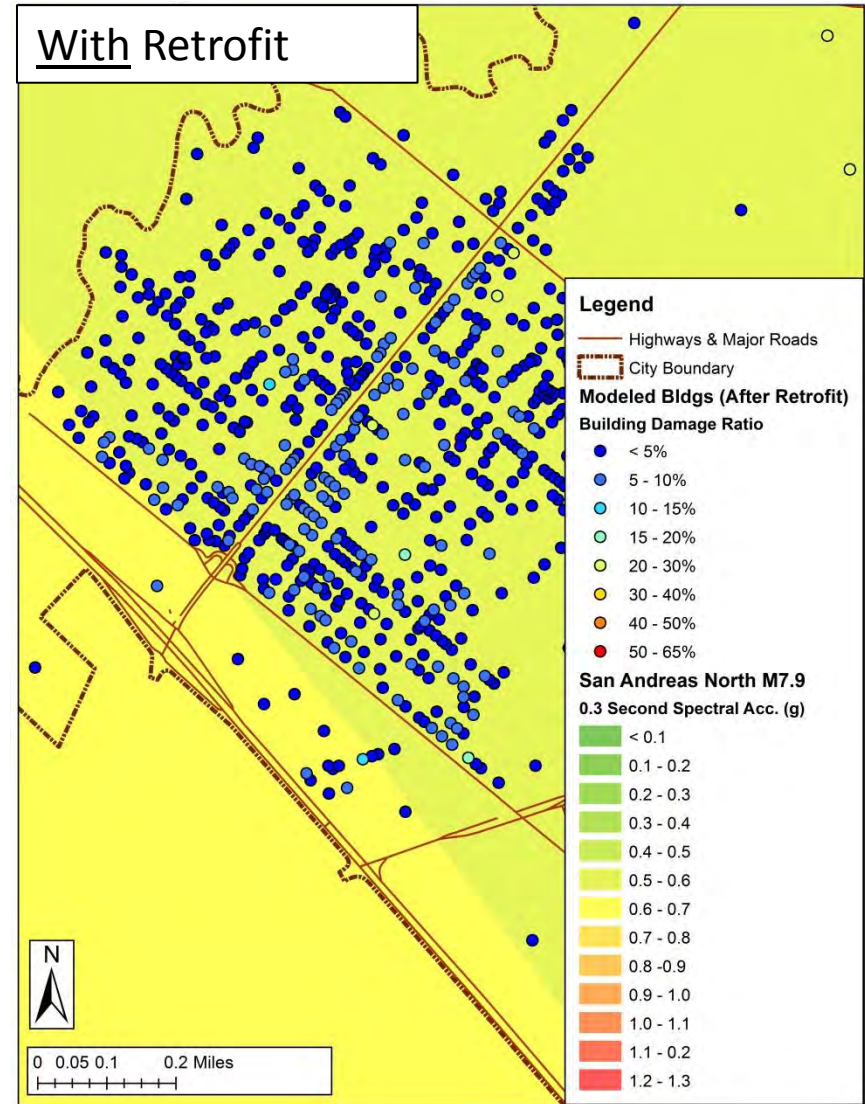 With Retrofit
Legend
Highways & Major Roads
City Boundary
Modeled Bldgs (After Retrofit)
Building Damage Ratio
< 5%
5 - 10%
10 - 15%
15 - 20%
20 - 30%
30 - 40%
40 - 50%
50 - 65%
San Andreas North M7.9
0.3 Second Spectral Acc. (g)
< 0.1
0.1 - 0.2
0.2 - 0.3
0.3 - 0.4
0.4 - 0.5
0.5 - 0.6
0.6 - 0.7
0.7 - 0.8
0.8 -0.9
0.9 - 1.0
1.0 - 1.1
1.1 - 0.2
1.2 - 1.3
N
0 0.05 0.1 0.2 Miles